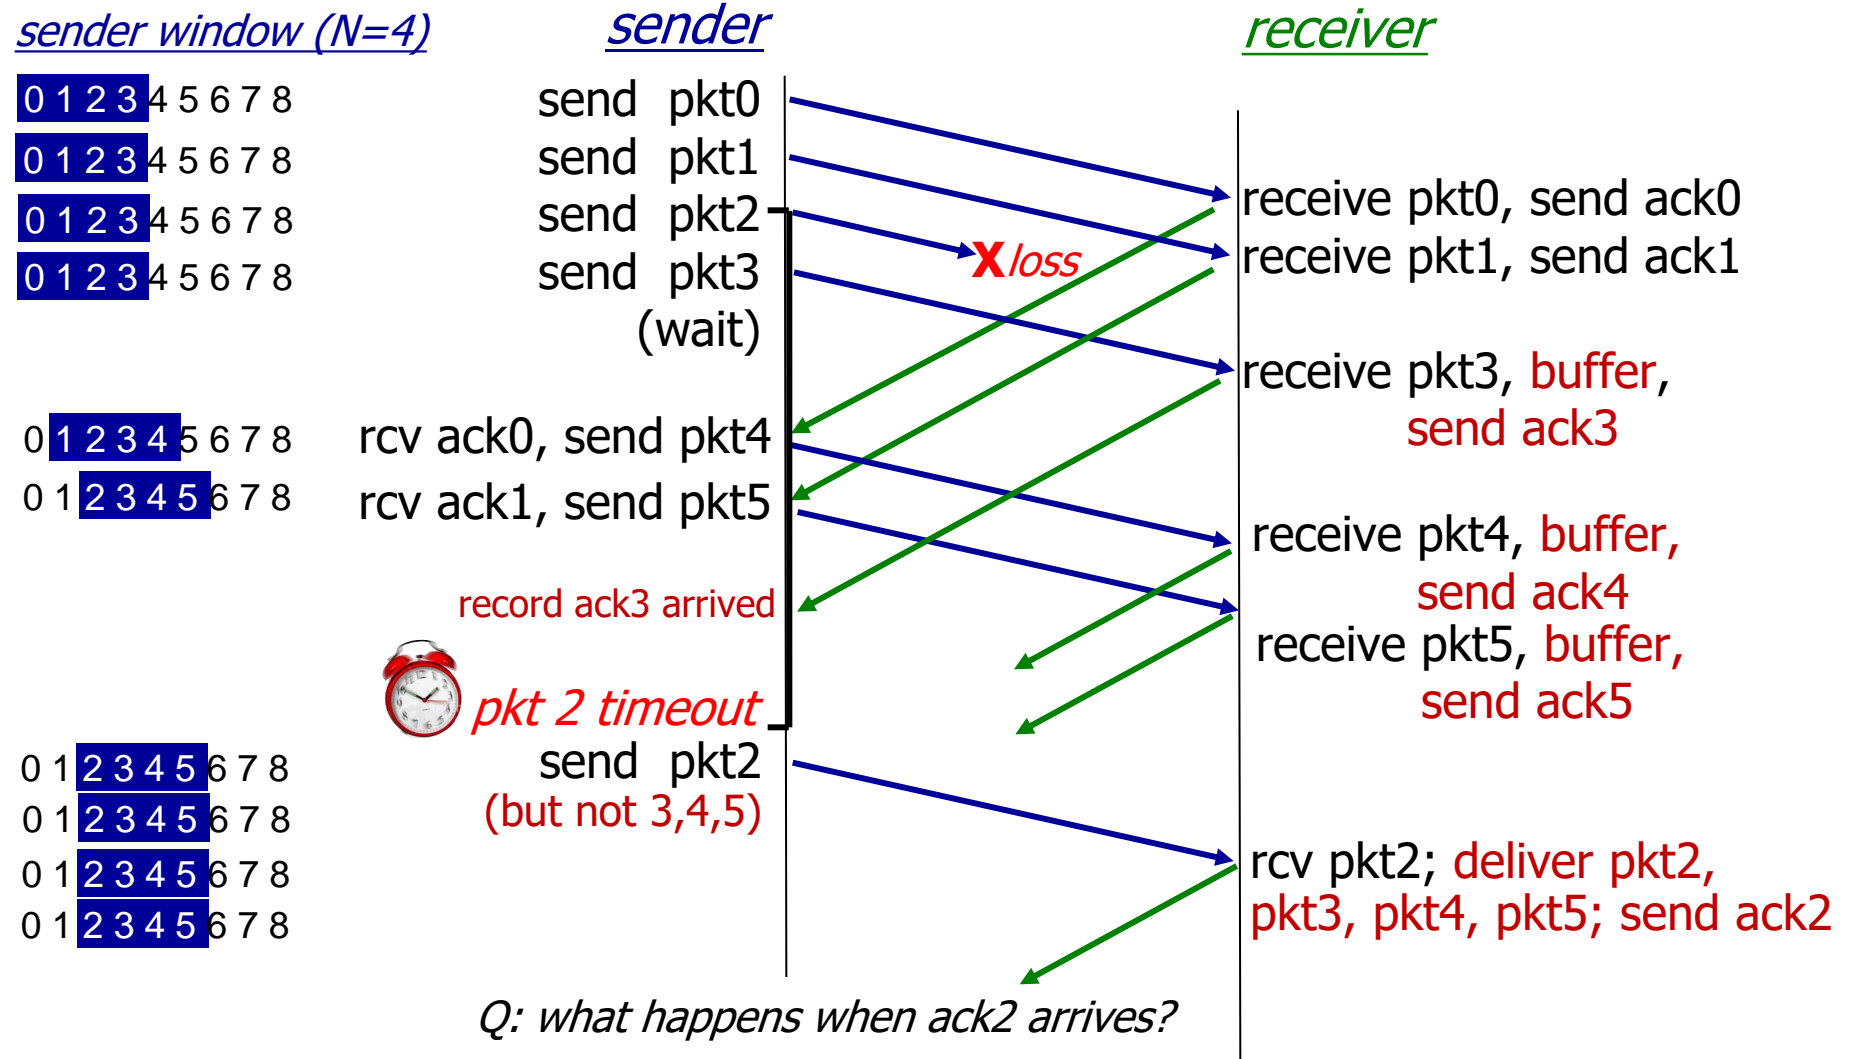 sender window (N=4) sender receiver
0 1 2 3 4 5 6 7 8 send pkt0
0 1 2 3 4 5 6 7 8 send pkt1
receive pkt0, send ack0
0 1 2 3 4 5 6 7 8 send pkt2
X loss
receive pkt1, send ack1
0 1 2 3 4 5 6 7 8 send pkt3
(wait)
receive pkt3, buffer,
send ack3
0 1 2 3 4 5 6 7 8 rcv ack0, send pkt4
0 1 2 3 4 5 6 7 8 rcv ack1, send pkt5
receive pkt4, buffer,
send ack4
record ack3 arrived
receive pkt5, buffer,
send ack5
pkt 2 timeout
0 1 2 3 4 5 6 7 8 send pkt2
0 1 2 3 4 5 6 7 8 (but not 3,4,5)
0 1 2 3 4 5 6 7 8 rcv pkt2; deliver pkt2,
0 1 2 3 4 5 6 7 8 pkt3, pkt4, pkt5; send ack2
Q: what happens when ack2 arrives?